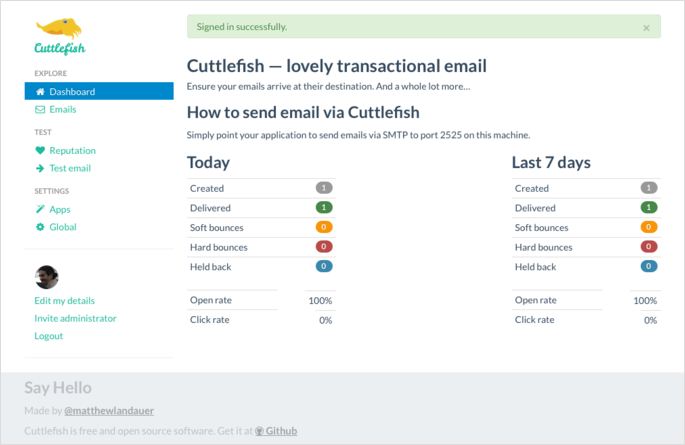 Cuttlefish
EXPLORE
Dashboard
Emails
TEST
Reputation
Test email
SETTINGS
Apps
Global
Edit my details
Invite administrator
Logout
Signed in successfully. ×
Cuttlefish — lovely transactional email
Ensure your emails arrive at their destination. And a whole lot more...
How to send email via Cuttlefish
Simply point your application to send emails via SMTP to port 2525 on this machine.
Today
Created 1
Delivered 1
Soft bounces 0
Hard bounces 0
Held back 0
Open rate 100%
Click rate 0%
Last 7 days
Created 1
Delivered 1
Soft bounces 0
Hard bounces 0
Held back 0
Open rate 100%
Click rate 0%
Say Hello
Made by @matthewlandauer
Cuttlefish is free and open source software. Get it at Github